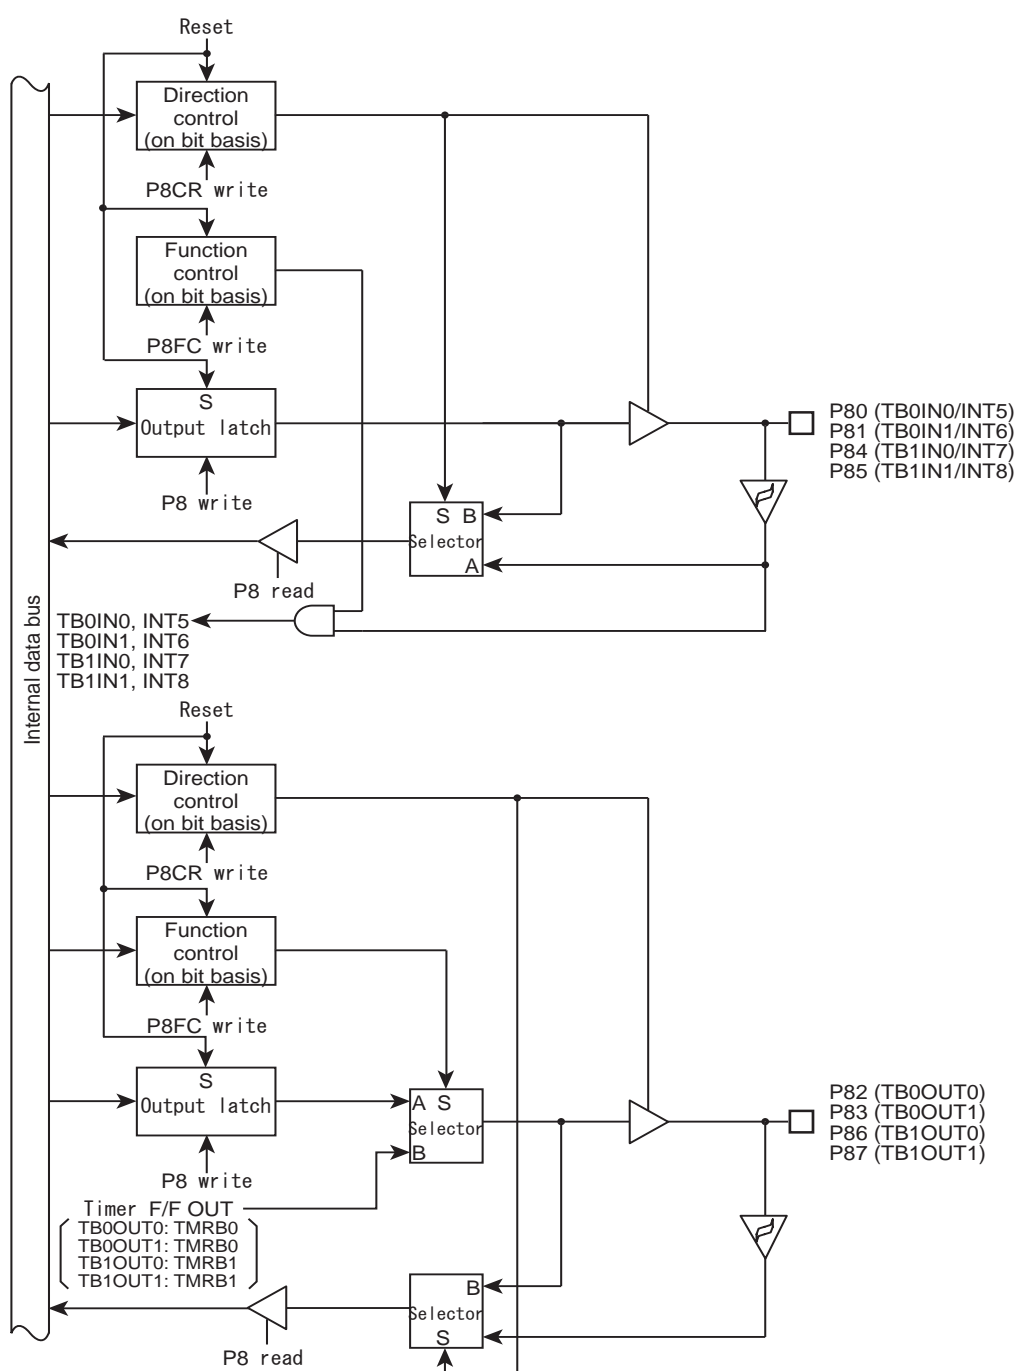 Reset
Direction
control
(on bit basis)
P8CR write
Function
control
(on bit basis)
P8FC write
S
Output latch
P8 write
P80 (TB0IN0/INT5)
P81 (TB0IN1/INT6)
P84 (TB1IN0/INT7)
P85 (TB1IN1/INT8)
S B
Selector
A
P8 read
TB0IN0, INT5
TB0IN1, INT6
TB1IN0, INT7
TB1IN1, INT8
Internal data bus
Reset
Direction
control
(on bit basis)
P8CR write
Function
control
(on bit basis)
P8FC write
S
Output latch
P8 write
A S
Selector
B
P82 (TB0OUT0)
P83 (TB0OUT1)
P86 (TB1OUT0)
P87 (TB1OUT1)
Timer F/F OUT
TB0OUT0: TMRB0
TB0OUT1: TMRB0
TB1OUT0: TMRB1
TB1OUT1: TMRB1
B
Selector
S
P8 read